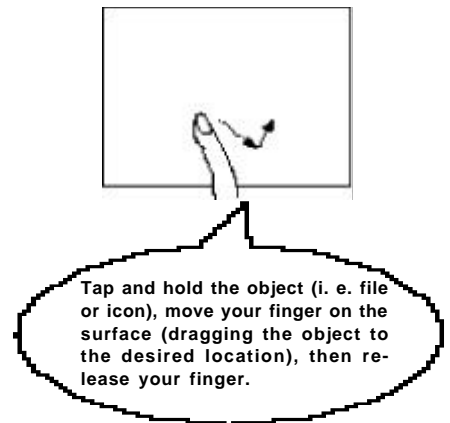 Tap and hold the object (i. e. file
or icon), move your finger on the
surface (dragging the object to
the desired location), then re-
lease your finger.